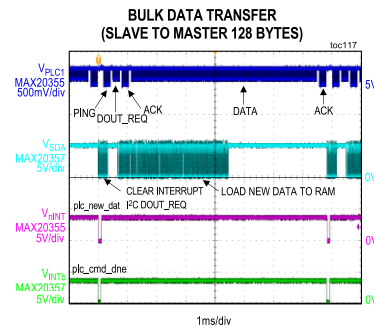 BULK DATA TRANSFER
(SLAVE TO MASTER 128 BYTES)
toc117
VPLC1
MAX20355
500mV/div
5V
PING
DOUT_REQ
ACK
DATA
ACK
VSDA
MAX20357
5V/div
0V
CLEAR INTERRUPT
LOAD NEW DATA TO RAM
plc_new_dat
I²C DOUT_REQ
VnINT
MAX20355
5V/div
0V
plc_cmd_dne
VINTb
MAX20357
5V/div
0V
1ms/div